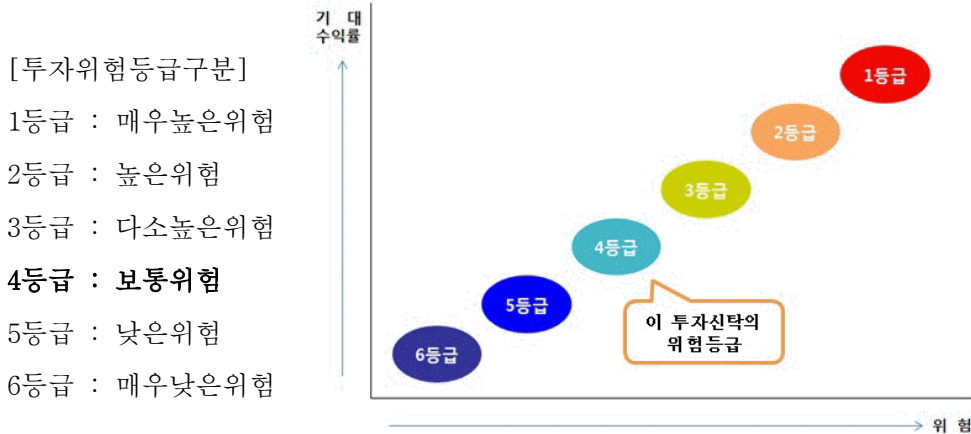 [투자위험등급구분]
1등급 : 매우높은위험
2등급 : 높은위험
3등급 : 다소높은위험
4등급 : 보통위험
5등급 : 낮은위험
6등급 : 매우낮은위험
기 대
수익률
1등급
2등급
3등급
4등급
5등급
6등급
이 투자신탁의
위험등급
위 험